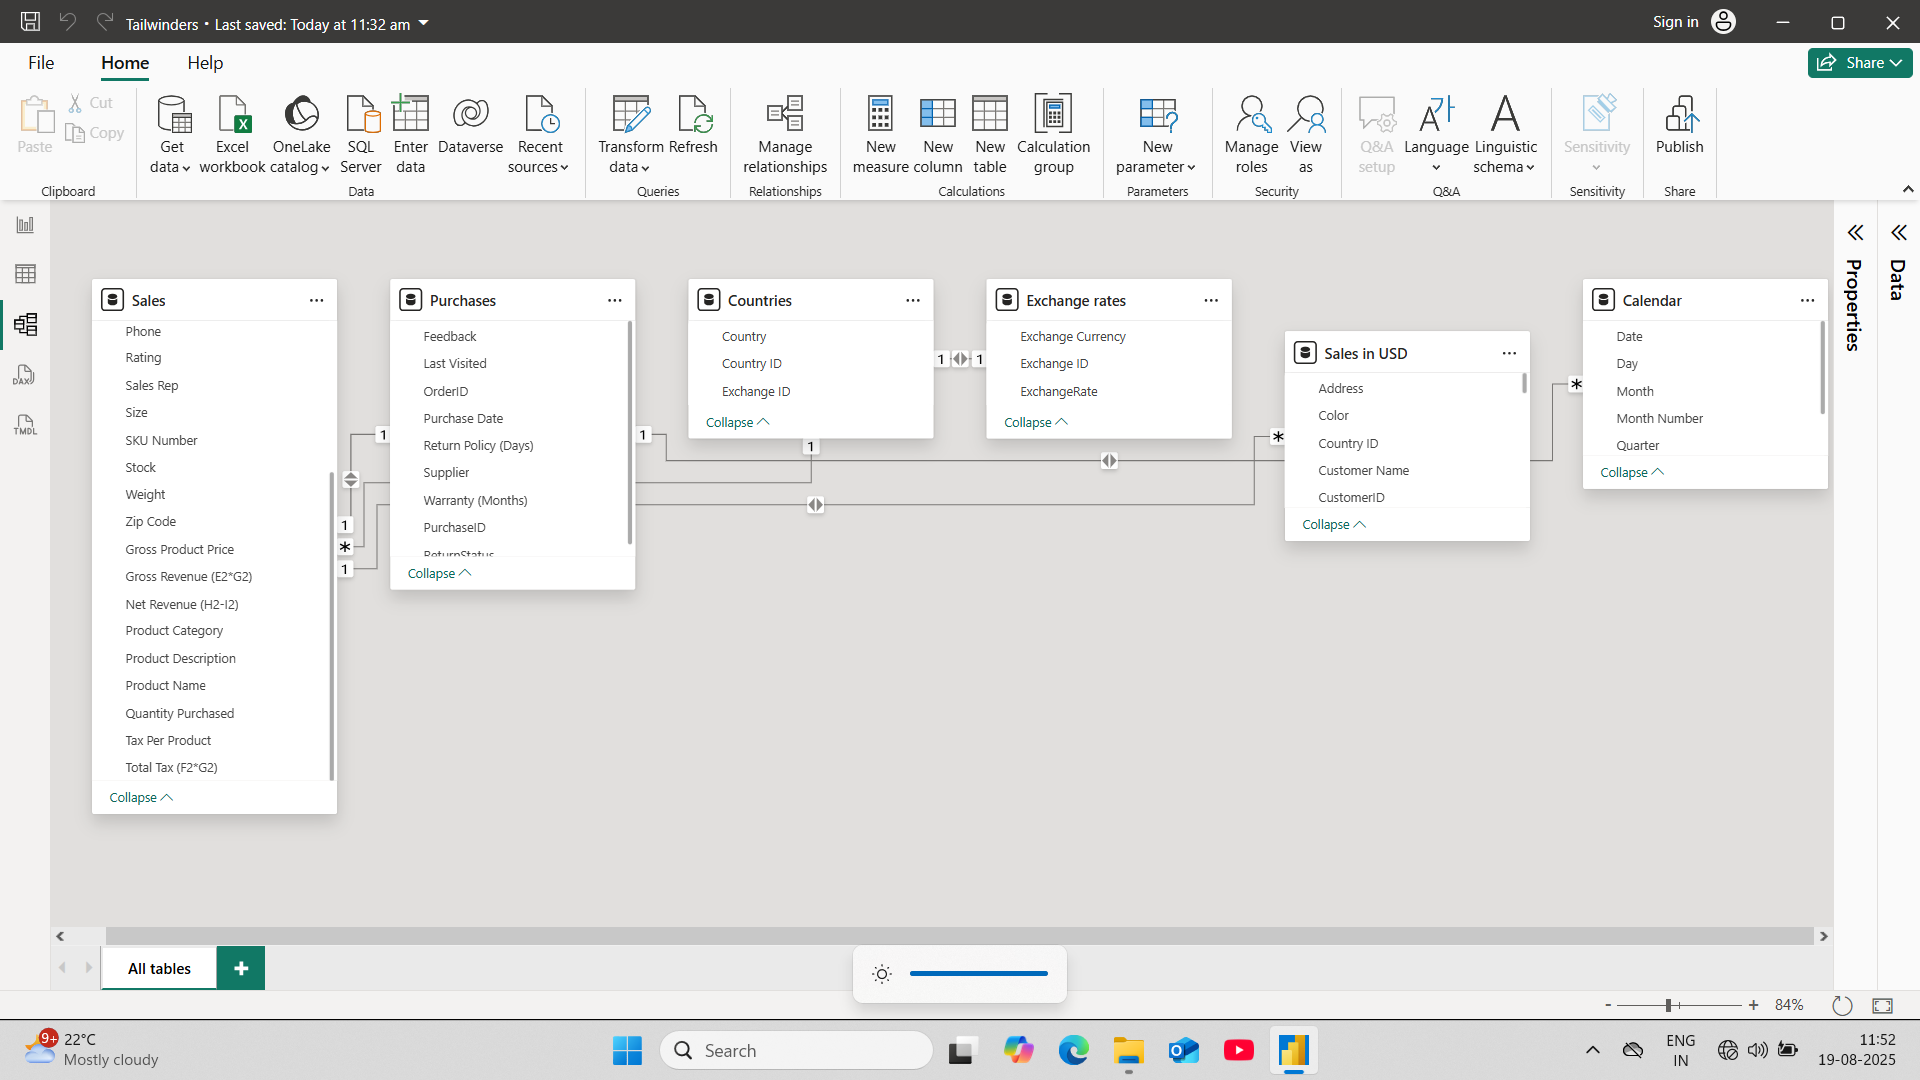 Tailwinders • Last saved: Today at 11:32 am
Sign in
File
Home
Help
Share
Paste
Cut
Copy
Clipboard
Get data
Excel workbook
OneLake catalog
SQL Server
Enter data
Dataverse
Recent sources
Data
Transform data
Refresh
Queries
Manage relationships
Relationships
New measure
New column
New table
Calculation group
Calculations
New parameter
Parameters
Manage roles
View as
Security
Q&A setup
Language
Linguistic schema
Q&A
Sensitivity
Sensitivity
Publish
Share
DAX
TMDL
Sales
Phone
Rating
Sales Rep
Size
SKU Number
Stock
Weight
Zip Code
Gross Product Price
Gross Revenue (E2*G2)
Net Revenue (H2-I2)
Product Category
Product Description
Product Name
Quantity Purchased
Tax Per Product
Total Tax (F2*G2)
Collapse
1
1
*
1
Purchases
Feedback
Last Visited
OrderID
Purchase Date
Return Policy (Days)
Supplier
Warranty (Months)
PurchaseID
ReturnStatus
Collapse
1
Countries
Country
Country ID
Exchange ID
Collapse
1
1
1
Exchange rates
Exchange Currency
Exchange ID
ExchangeRate
Collapse
*
Sales in USD
Address
Color
Country ID
Customer Name
CustomerID
Collapse
*
Calendar
Date
Day
Month
Month Number
Quarter
Collapse
Properties
Data
All tables
+
- + 84%
9+
22°C
Mostly cloudy
Search
ENG
IN
11:52
19-08-2025